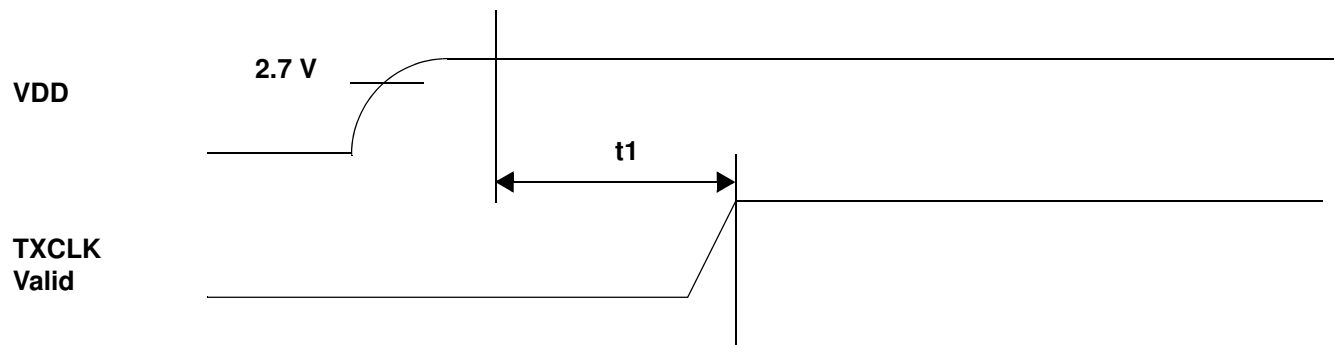 2.7 V
VDD
t1
TXCLK
Valid